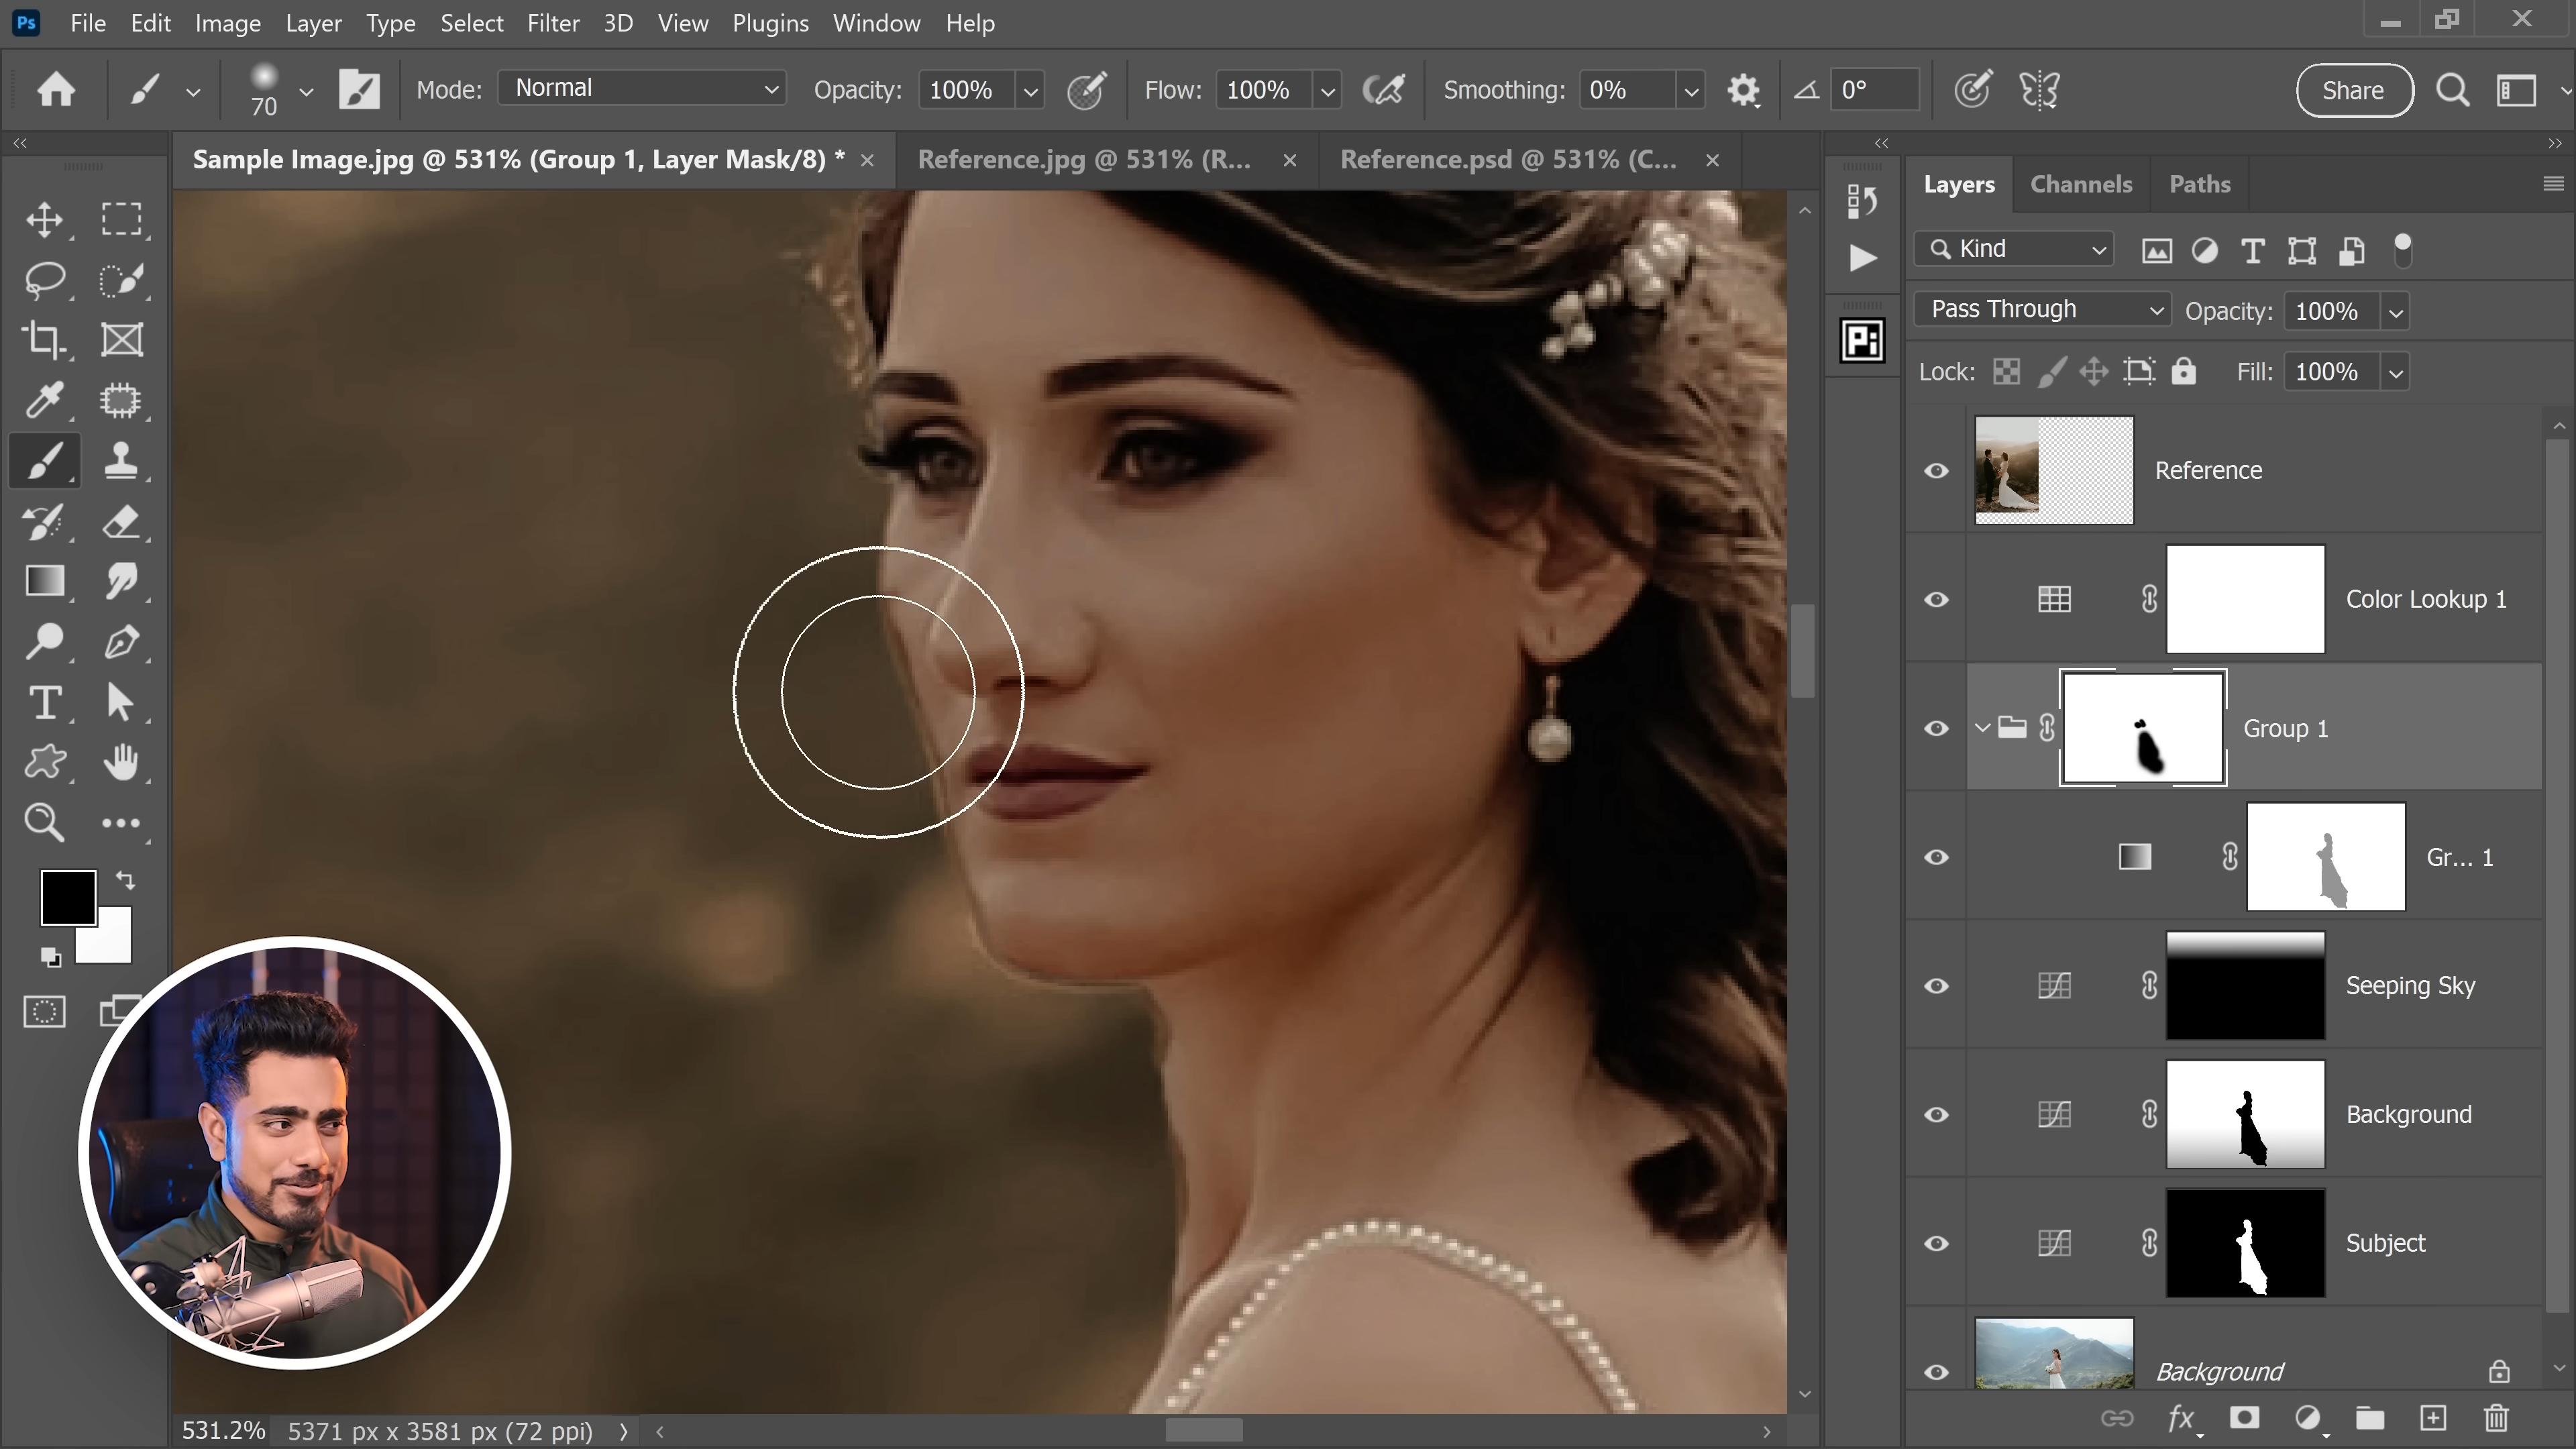 Ps File Edit Image Layer Type Select Filter 3D View Plugins Window Help
70 Mode: Normal Opacity: 100% Flow: 100% Smoothing: 0% 0° Share
Sample Image.jpg @ 531% (Group 1, Layer Mask/8) * × Reference.jpg @ 531% (R... × Reference.psd @ 531% (C... ×
Layers Channels Paths
Kind
Pass Through Opacity: 100%
Lock: Fill: 100%
Pi
Reference
Color Lookup 1
Group 1
Gr... 1
Seeping Sky
Background
Subject
Background
531.2% 5371 px x 3581 px (72 ppi)
fx